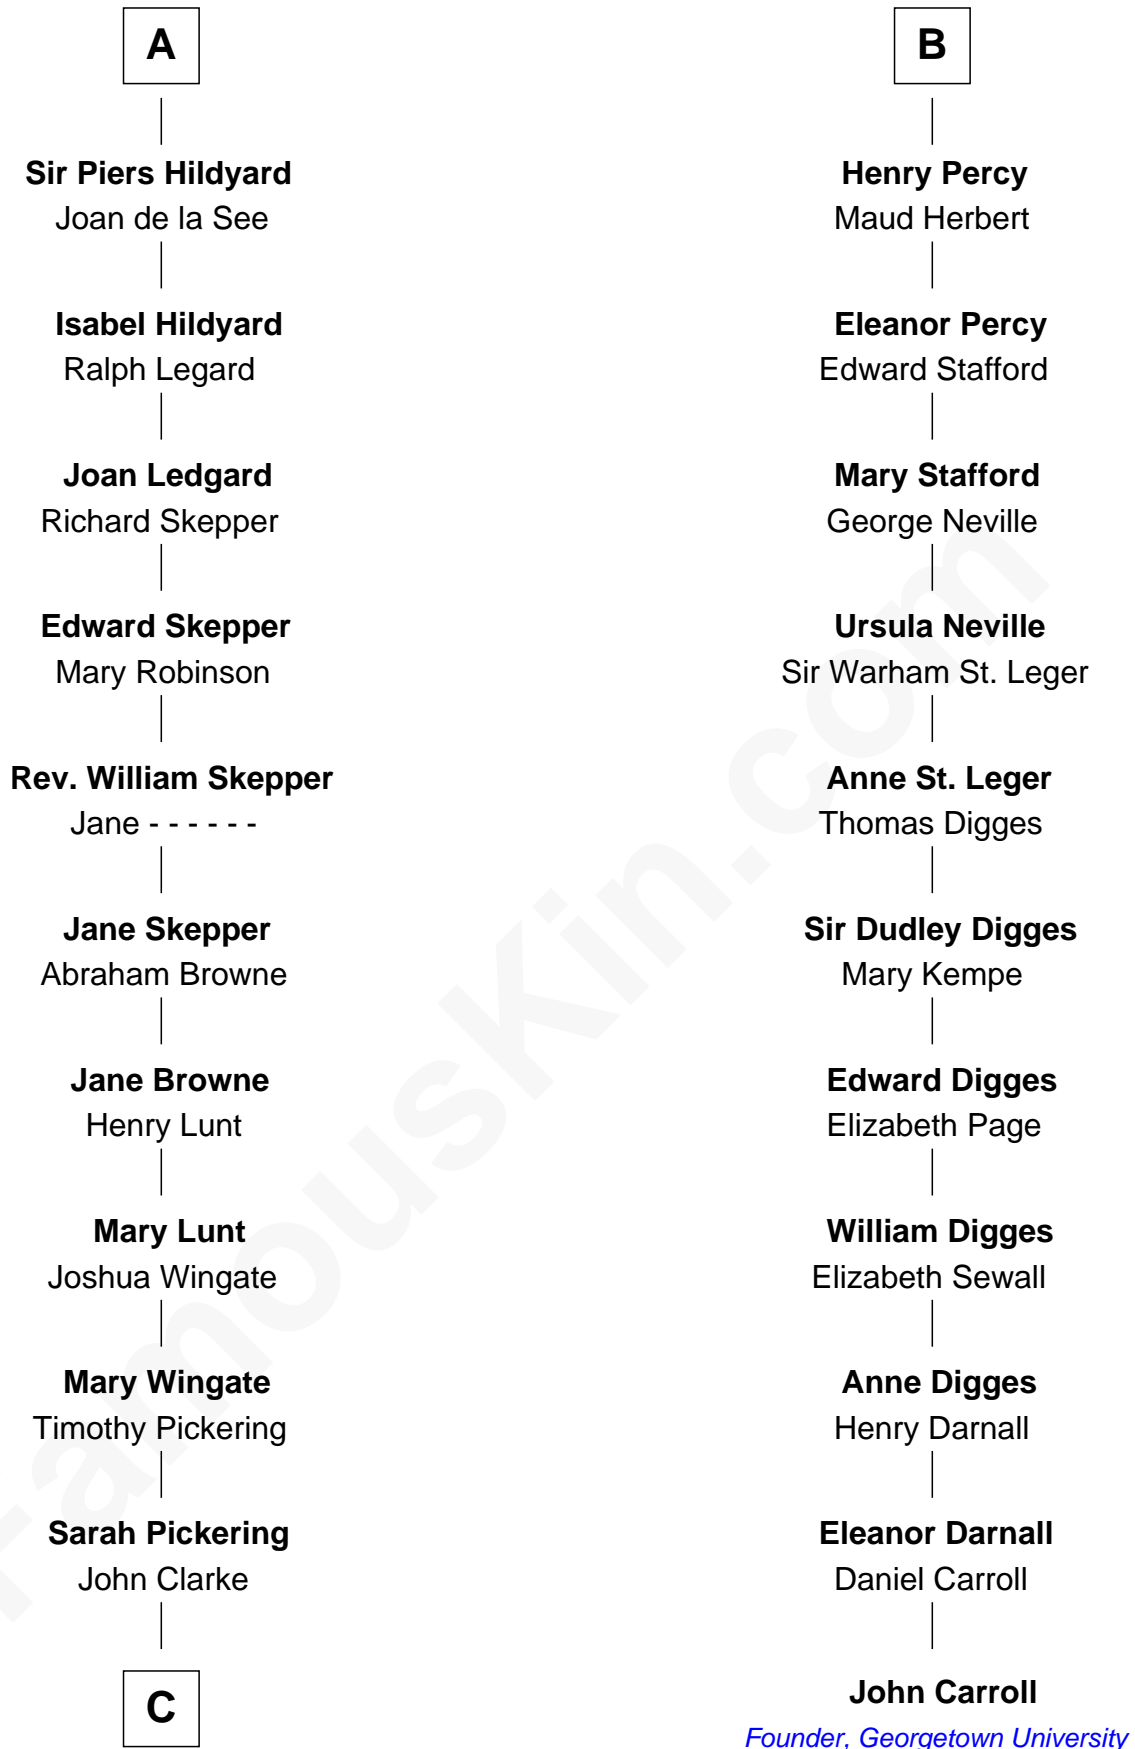 A
Sir Piers Hildyard
Joan de la See
Isabel Hildyard
Ralph Legard
Joan Ledgard
Richard Skepper
Edward Skepper
Mary Robinson
Rev. William Skepper
Jane - - - - - -
Jane Skepper
Abraham Browne
Jane Browne
Henry Lunt
Mary Lunt
Joshua Wingate
Mary Wingate
Timothy Pickering
Sarah Pickering
John Clarke
C
B
Henry Percy
Maud Herbert
Eleanor Percy
Edward Stafford
Mary Stafford
George Neville
Ursula Neville
Sir Warham St. Leger
Anne St. Leger
Thomas Digges
Sir Dudley Digges
Mary Kempe
Edward Digges
Elizabeth Page
William Digges
Elizabeth Sewall
Anne Digges
Henry Darnall
Eleanor Darnall
Daniel Carroll
John Carroll
Founder, Georgetown University
FamousKin.com